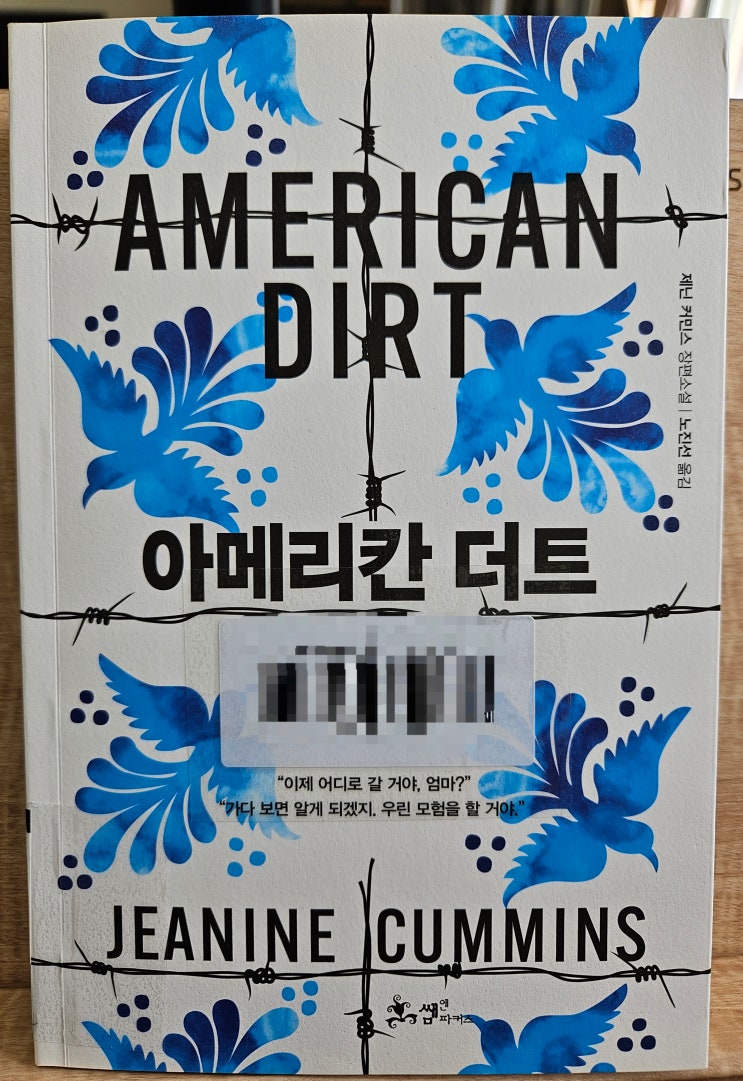 AMERICAN
DIRT
제닌 커민스 장편소설 | 노진선 옮김
아메리칸 더트
"이제 어디로 갈 거야, 엄마?"
"가다 보면 알게 되겠지. 우린 모험을 할 거야."
JEANINE CUMMINS
쌤앤파커스
S